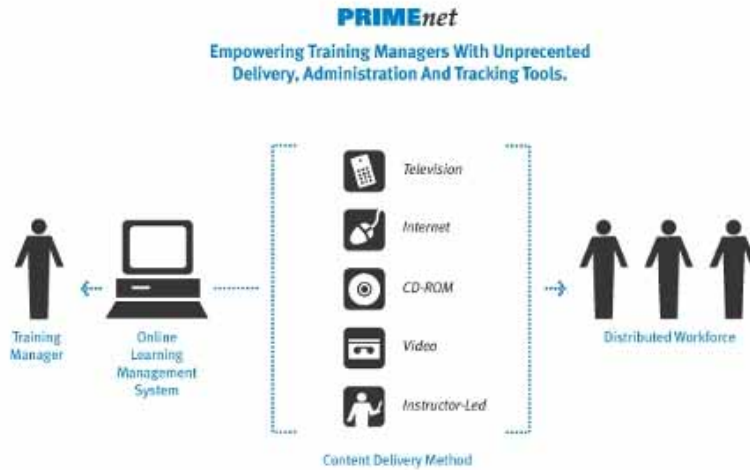 PRIMEnet
Empowering Training Managers With Unprecented
Delivery, Administration And Tracking Tools.
Television
Internet
CD-ROM
Video
Instructor-Led
Training
Manager
Online
Learning
Management
System
Distributed Workforce
Content Delivery Method